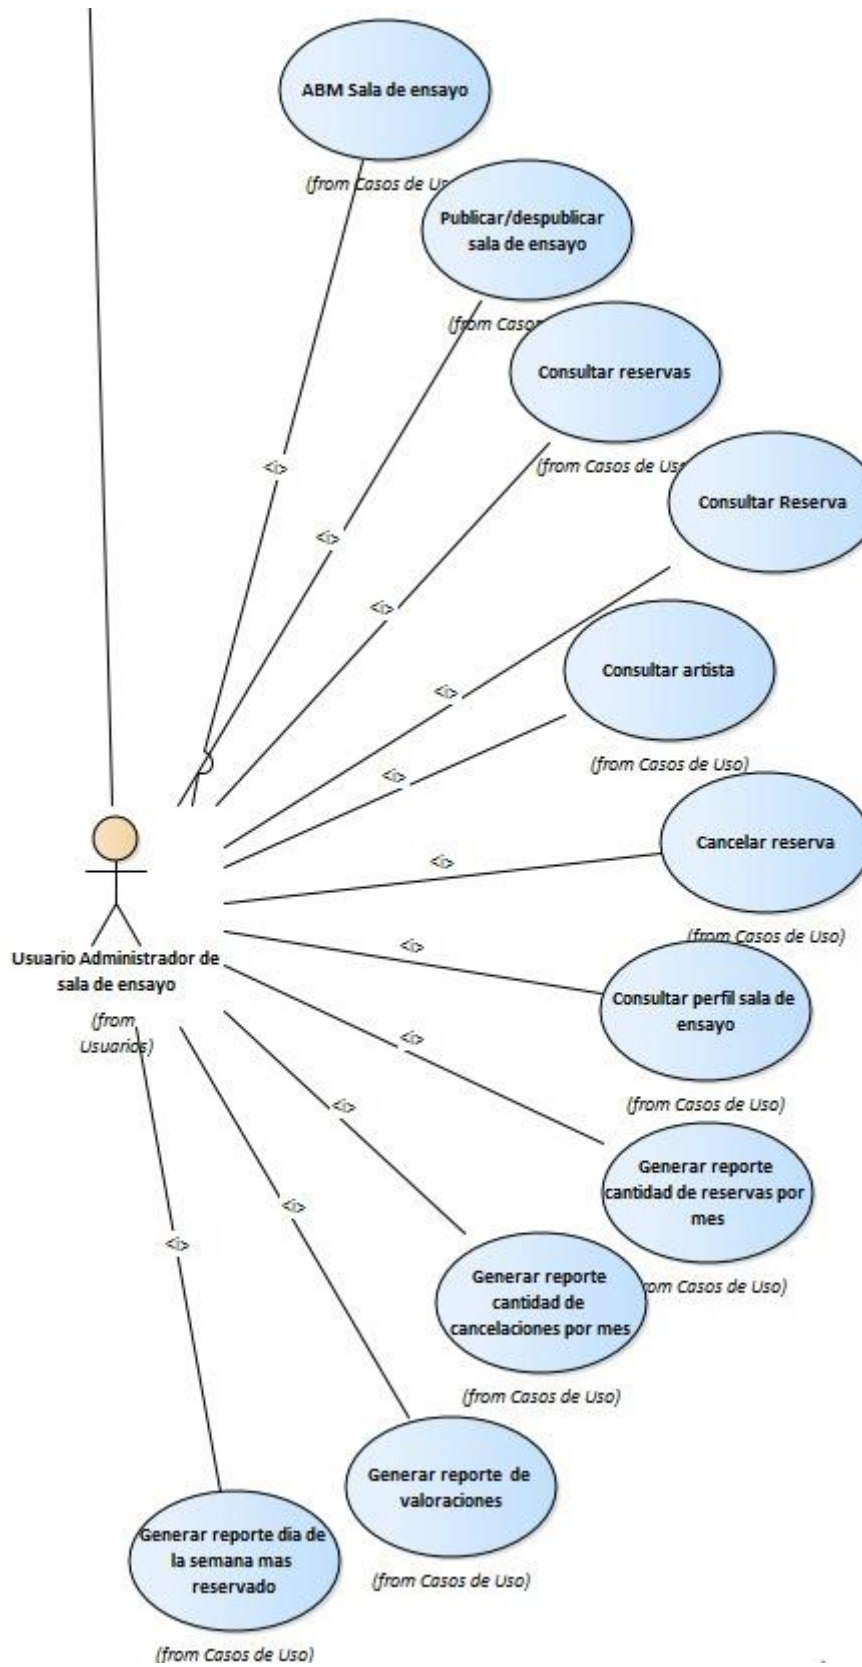 ABM Sala de ensayo
(from Casos de Us
Publicar/despublicar
sala de ensayo
(from Casos
Consultar reservas
(from Casos de Uso
Consultar Reserva
Consultar artista
(from Casos de Uso)
Cancelar reserva
(from Casos de Uso)
Usuario Administrador de
sala de ensayo
(from
Usuarios)
Consultar perfil sala de
ensayo
(from Casos de Uso)
Generar reporte
cantidad de reservas por
mes
from Casos de Uso)
Generar reporte
cantidad de
cancelaciones por mes
(from Casos de Uso)
Generar reporte de
valoraciones
(from Casos de Uso)
Generar reporte dia de
la semana mas
reservado
(from Casos de Uso)